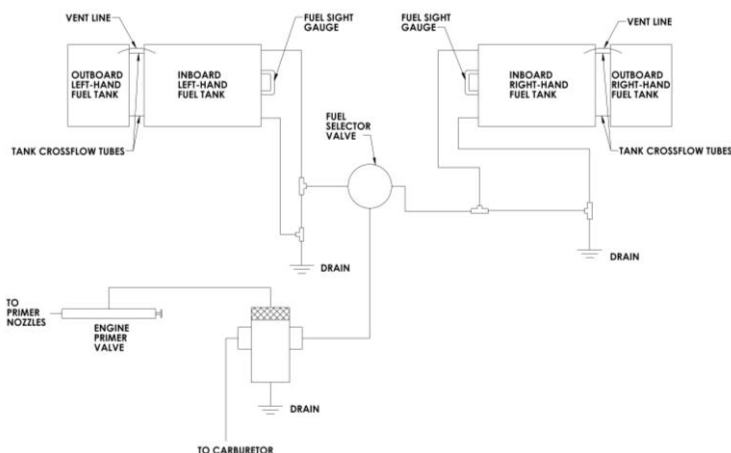 VENT LINE
FUEL SIGHT
GAUGE
FUEL SIGHT
GAUGE
VENT LINE
OUTBOARD
LEFT-HAND
FUEL TANK
INBOARD
LEFT-HAND
FUEL TANK
INBOARD
RIGHT-HAND
FUEL TANK
OUTBOARD
RIGHT-HAND
FUEL TANK
TANK CROSSFLOW TUBES
FUEL
SELECTOR
VALVE
TANK CROSSFLOW TUBES
DRAIN
DRAIN
TO
PRIMER
NOZZLES
ENGINE
PRIMER
VALVE
DRAIN
TO CARBURETOR